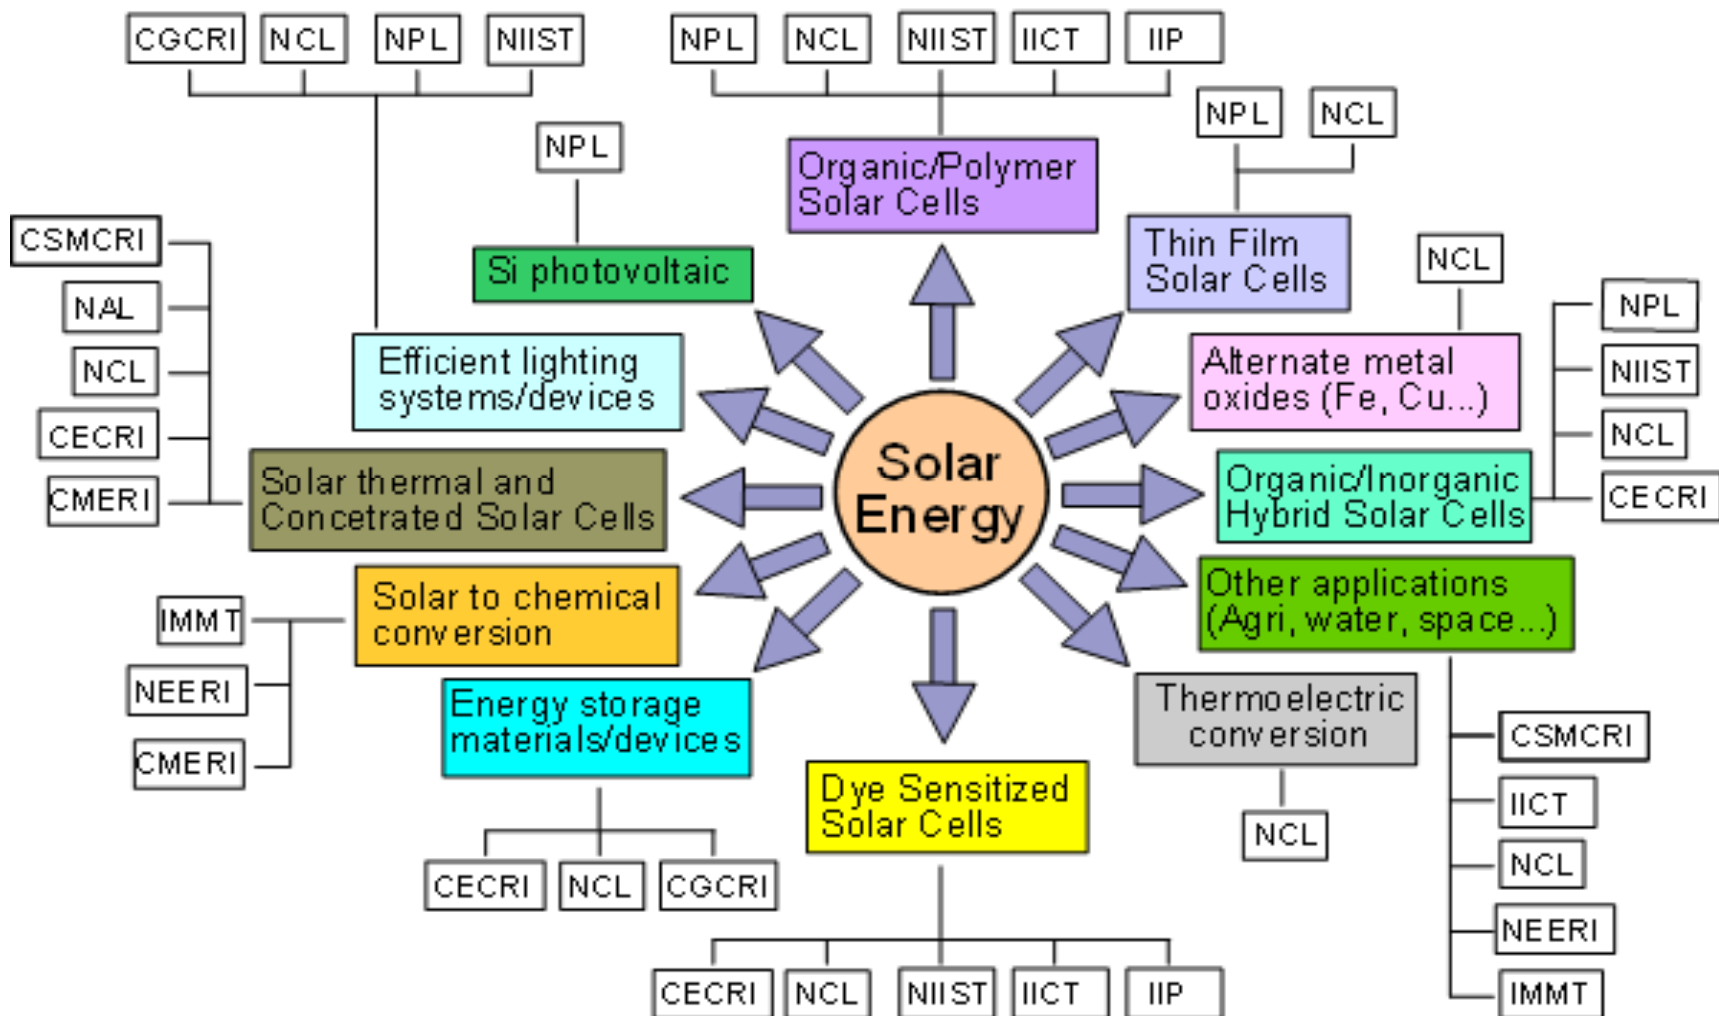 CGCRI
NCL
NPL
NIIST
NPL
NCL
NIIST
IICT
IIP
NPL
NCL
NPL
Organic/Polymer
Solar Cells
CSMCRI
NAL
NCL
CECRI
CMERI
Si photovoltaic
Thin Film
Solar Cells
NCL
NPL
NIIST
NCL
CECRI
Efficient lighting
systems/devices
Alternate metal
oxides (Fe, Cu...)
Solar thermal and
Concetrated Solar Cells
Solar
Energy
Organic/Inorganic
Hybrid Solar Cells
Solar to chemical
conversion
Other applications
(Agri, water, space...)
IMMT
NEERI
CMERI
Energy storage
materials/devices
Thermoelectric
conversion
Dye Sensitized
Solar Cells
NCL
CSMCRI
IICT
NCL
NEERI
IMMT
CECRI
NCL
CGCRI
CECRI
NCL
NIIST
IICT
IIP